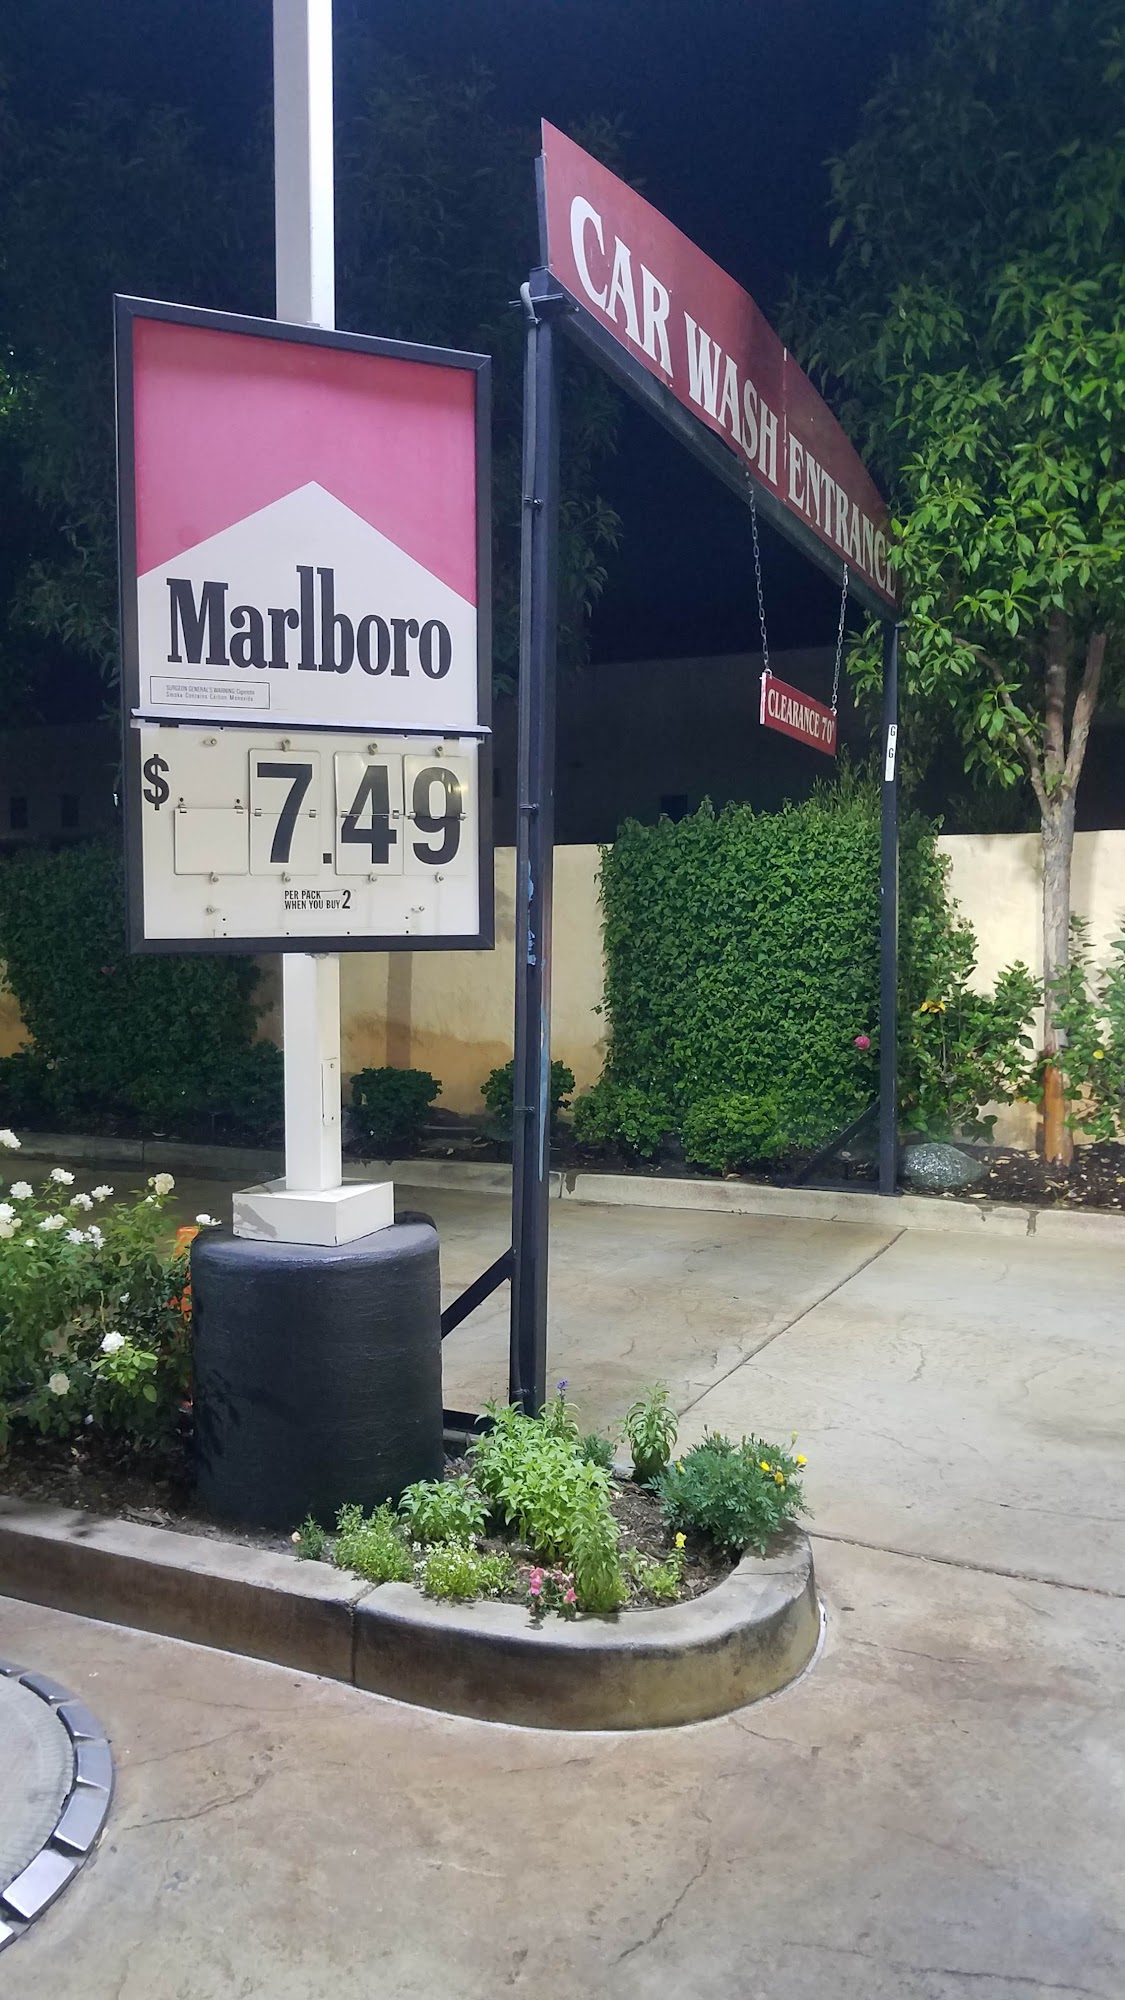 Marlboro
SURGEON GENERAL'S WARNING: Cigarette
Smoke Contains Carbon Monoxide.
$ 7.49
PER PACK
WHEN YOU BUY 2
CAR WASH ENTRANCE
CLEARANCE 7'0"
G
G